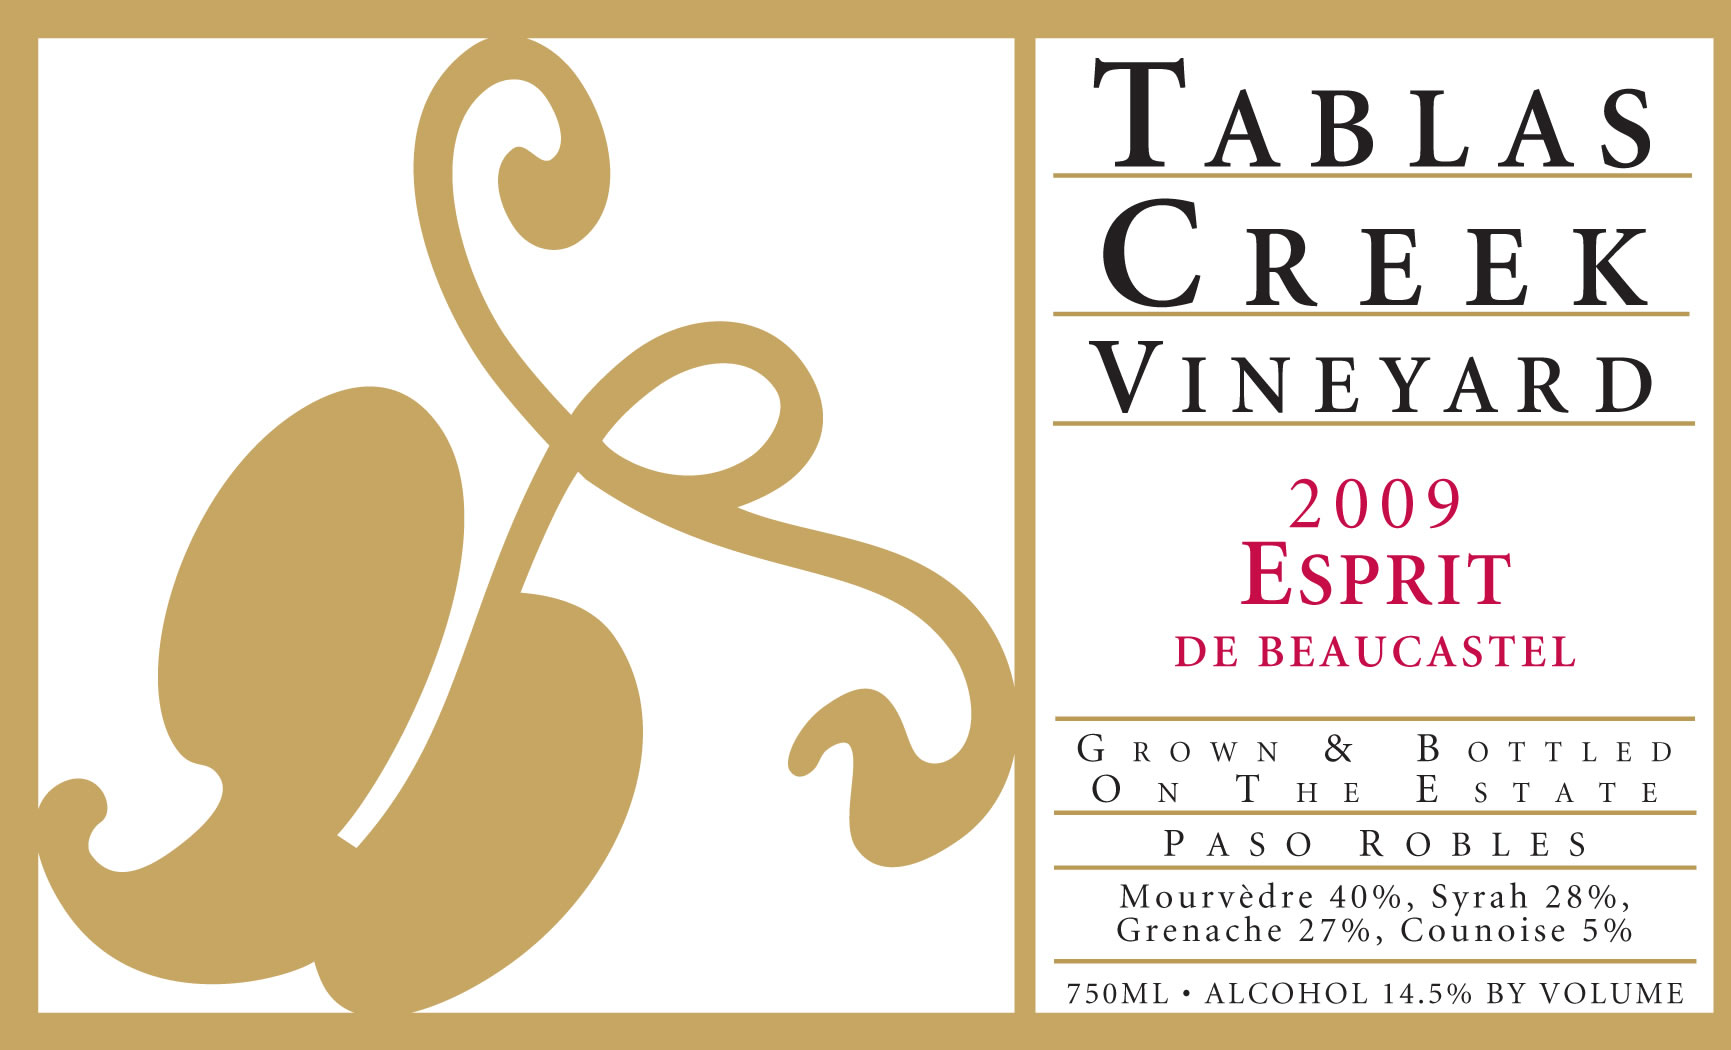 TABLAS
CREEK
VINEYARD
2009
ESPRIT
DE BEAUCASTEL
GROWN & BOTTLED
ON THE ESTATE
PASO ROBLES
Mourvèdre 40%, Syrah 28%,
Grenache 27%, Counoise 5%
750ML • ALCOHOL 14.5% BY VOLUME